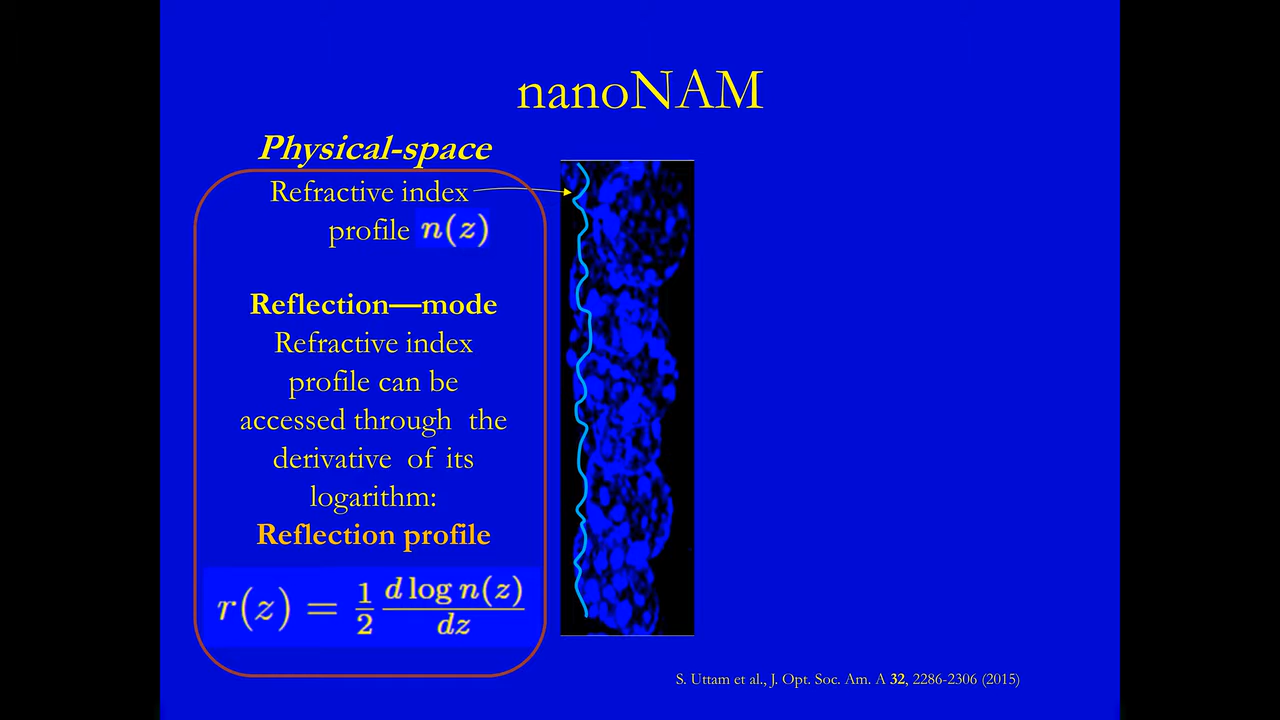 nanoNAM
Physical-space
Refractive index
profile n(z)
Reflection—mode
Refractive index
profile can be
accessed through the
derivative of its
logarithm:
Reflection profile
r(z) = 1/2 d log n(z)/dz
S. Uttam et al., J. Opt. Soc. Am. A 32, 2286-2306 (2015)